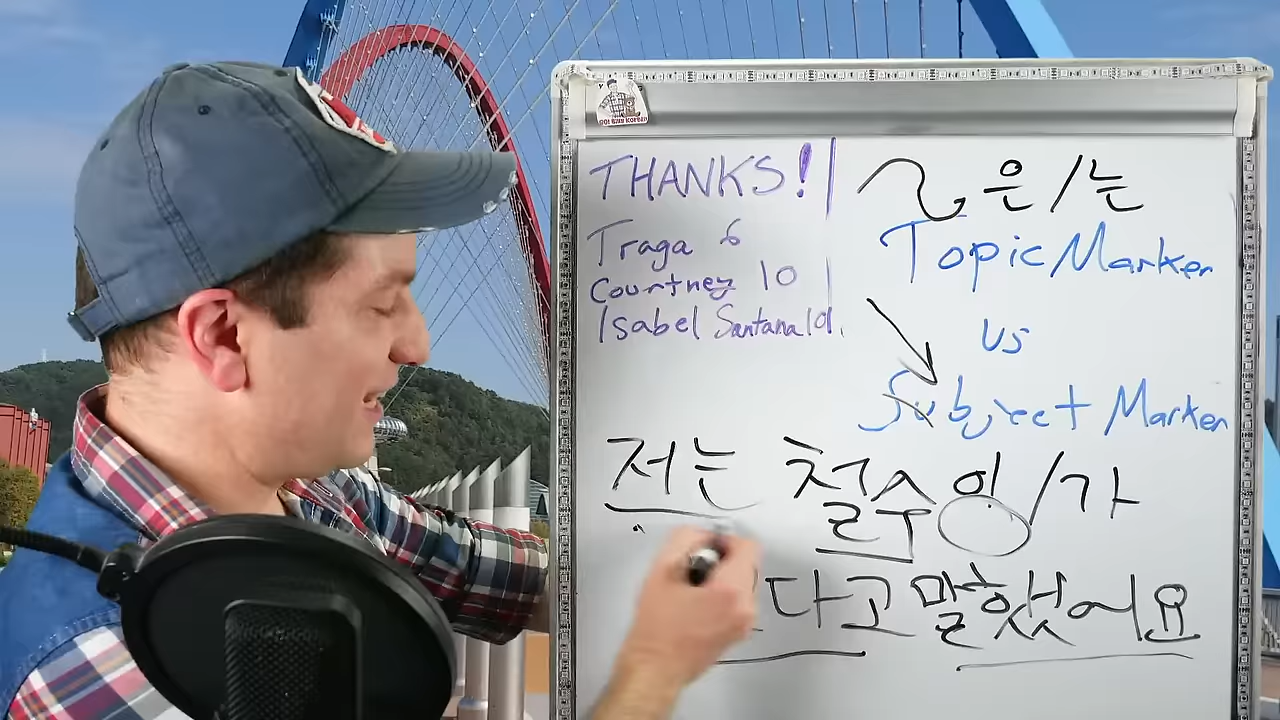 THANKS!
Traga 6
Courtney 10
Isabel Santana 101
은/는
Topic Marker
vs
Subject Marker
저는 철수이/가
다고 말했어요